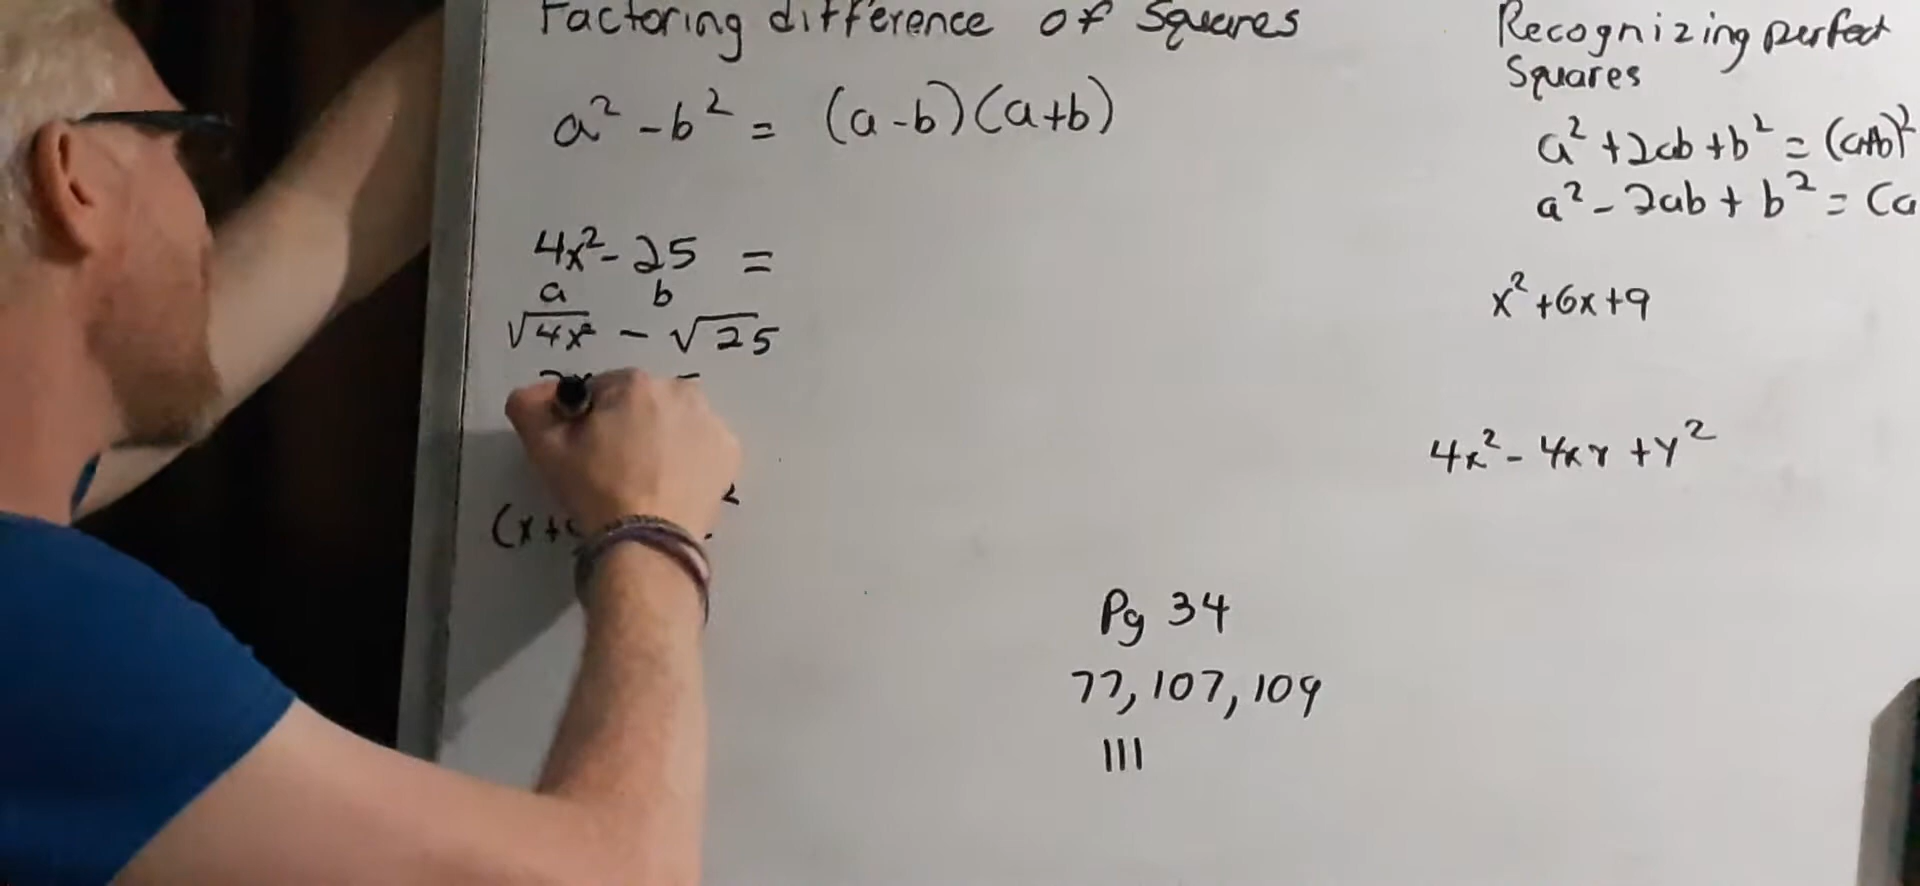 Factoring difference of Squares
a² - b² = (a-b)(a+b)
4x² - 25 =
a b
√4x² - √25
(x+
Recognizing perfect
Squares
a² + 2ab + b² = (a+b)²
a² - 2ab + b² = (a
x² + 6x + 9
4x² - 4xy + y²
Pg 34
77, 107, 109
111